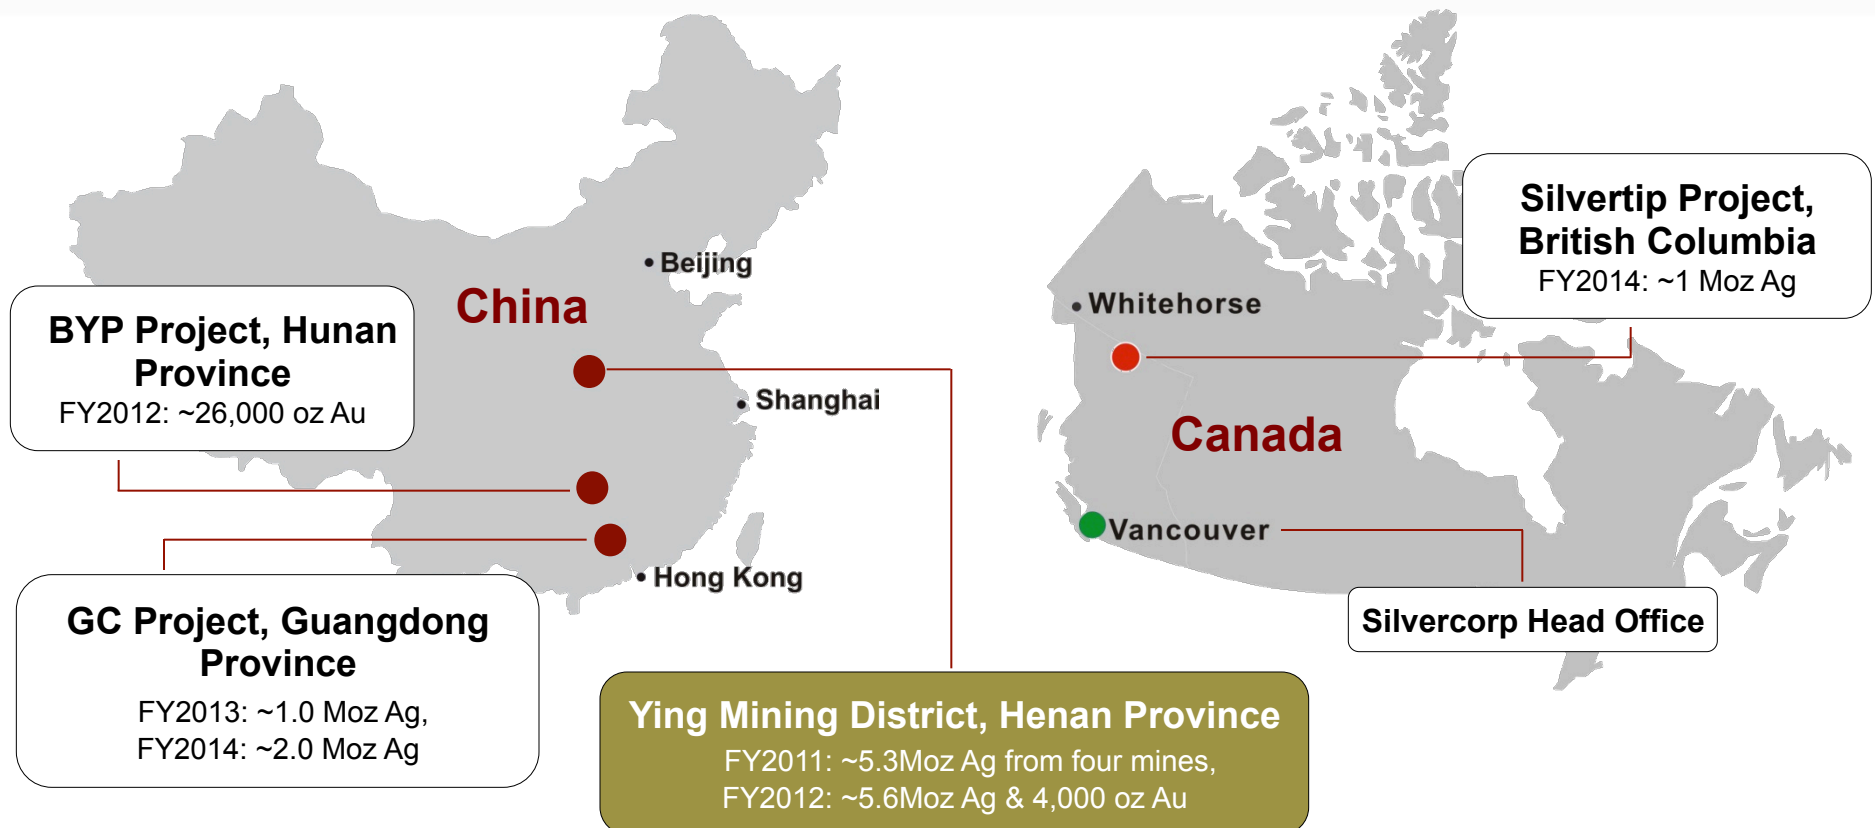 China
Beijing
Shanghai
Hong Kong
BYP Project, Hunan
Province
FY2012: ~26,000 oz Au
GC Project, Guangdong
Province
FY2013: ~1.0 Moz Ag,
FY2014: ~2.0 Moz Ag
Ying Mining District, Henan Province
FY2011: ~5.3Moz Ag from four mines,
FY2012: ~5.6Moz Ag & 4,000 oz Au
Canada
Whitehorse
Vancouver
Silvertip Project,
British Columbia
FY2014: ~1 Moz Ag
Silvercorp Head Office